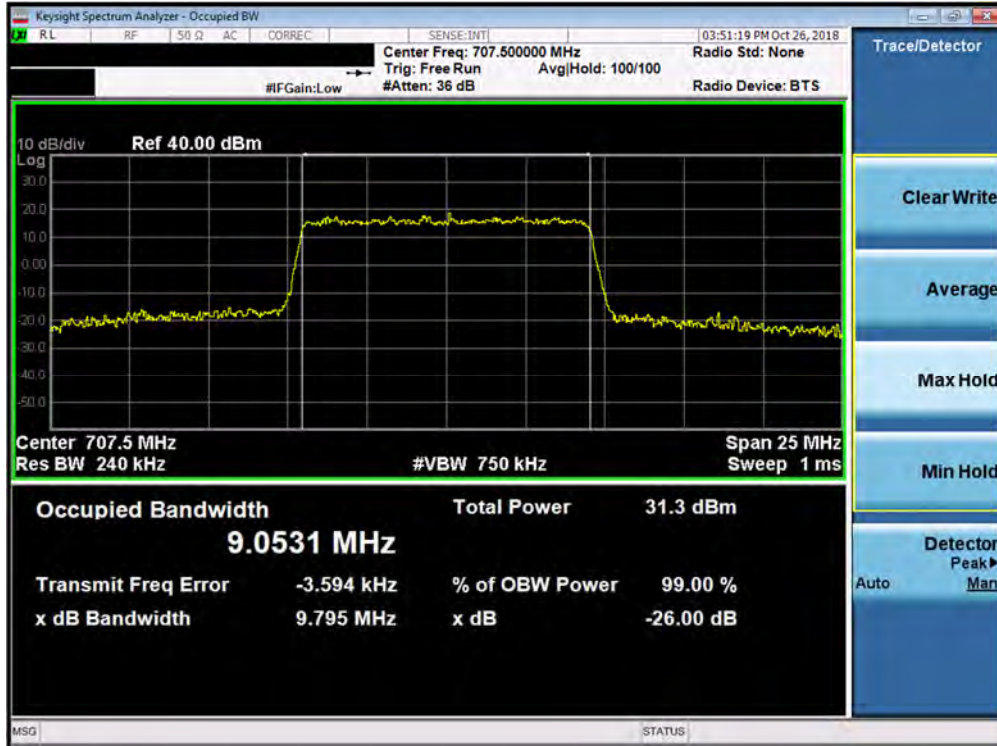 Keysight Spectrum Analyzer - Occupied BW
LXI RL RF 50 Ω AC CORREC SENSE:INT 03:51:19 PM Oct 26, 2018
Center Freq: 707.500000 MHz Radio Std: None
Trig: Free Run Avg|Hold: 100/100
#IFGain:Low #Atten: 36 dB Radio Device: BTS
10 dB/div Ref 40.00 dBm
Log
30.0
20.0
10.0
0.00
-10.0
-20.0
-30.0
-40.0
-50.0
Center 707.5 MHz Span 25 MHz
Res BW 240 kHz #VBW 750 kHz Sweep 1 ms
Occupied Bandwidth Total Power 31.3 dBm
9.0531 MHz
Transmit Freq Error -3.594 kHz % of OBW Power 99.00 %
x dB Bandwidth 9.795 MHz x dB -26.00 dB
MSG STATUS
Trace/Detector
Clear Write
Average
Max Hold
Min Hold
Detector
Peak▶
Auto Man